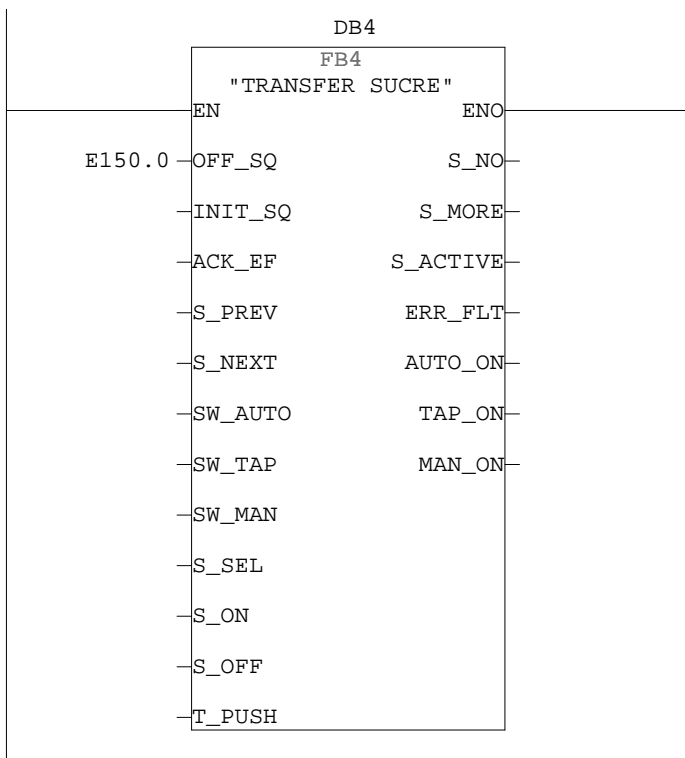 DB4
FB4
"TRANSFER SUCRE"
EN ENO
E150.0 OFF_SQ S_NO
INIT_SQ S_MORE
ACK_EF S_ACTIVE
S_PREV ERR_FLT
S_NEXT AUTO_ON
SW_AUTO TAP_ON
SW_TAP MAN_ON
SW_MAN
S_SEL
S_ON
S_OFF
T_PUSH